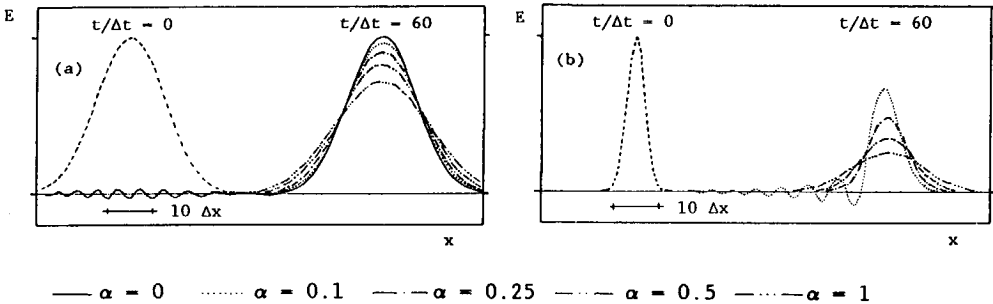 E
t/Δt = 0
t/Δt = 60
(a)
10 Δx
x
E
t/Δt = 0
t/Δt = 60
(b)
10 Δx
x
α = 0
α = 0.1
α = 0.25
α = 0.5
α = 1